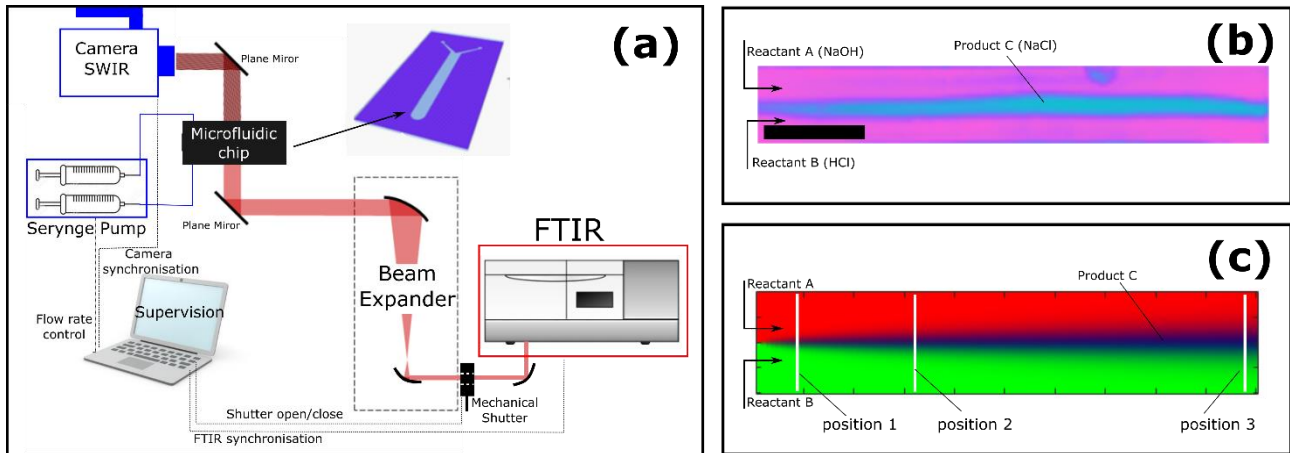 (a)
Camera
SWIR
Plane Miror
Microfluidic
chip
Serynge Pump
Plane Miror
Camera
synchronisation
Supervision
Flow rate
control
Beam
Expander
FTIR
Mechanical
Shutter
Shutter open/close
FTIR synchronisation
(b)
Reactant A (NaOH)
Product C (NaCl)
Reactant B (HCl)
(c)
Reactant A
Product C
Reactant B
position 1
position 2
position 3